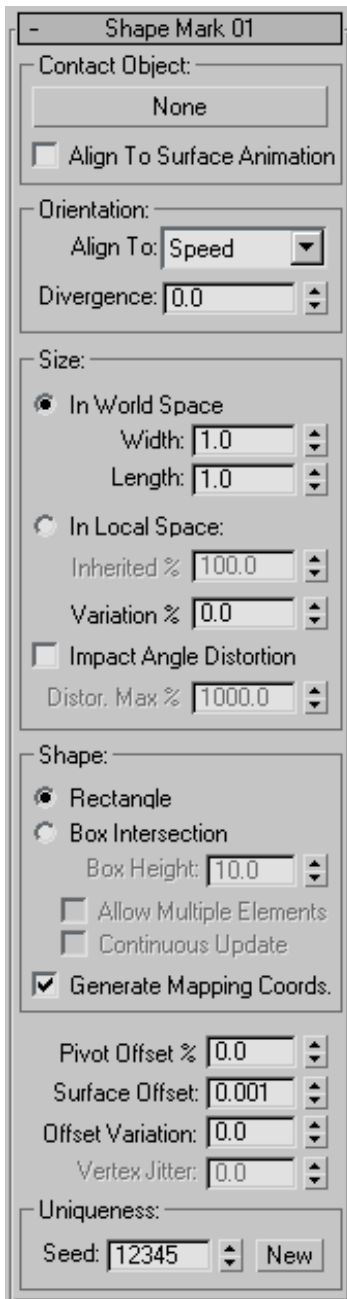 - Shape Mark 01
Contact Object:
None
Align To Surface Animation
Orientation:
Align To: Speed
Divergence: 0.0
Size:
In World Space
Width: 1.0
Length: 1.0
In Local Space:
Inherited % 100.0
Variation % 0.0
Impact Angle Distortion
Distor. Max % 1000.0
Shape:
Rectangle
Box Intersection
Box Height: 10.0
Allow Multiple Elements
Continuous Update
Generate Mapping Coords.
Pivot Offset % 0.0
Surface Offset: 0.001
Offset Variation: 0.0
Vertex Jitter: 0.0
Uniqueness:
Seed: 12345 New